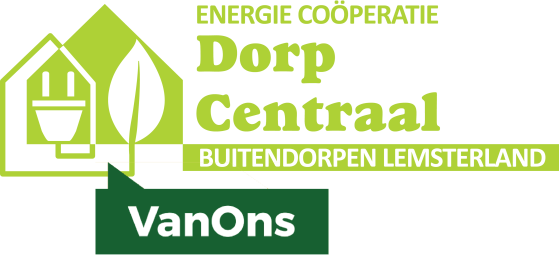 ENERGIE COÖPERATIE
Dorp
Centraal
BUITENDORPEN LEMSTERLAND
VanOns